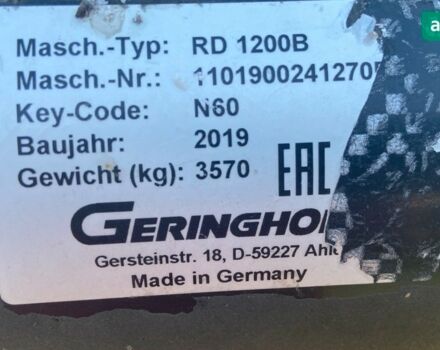 Masch.-Typ: RD 1200B
Masch.-Nr.: 1101900241270
Key-Code: N60
Baujahr: 2019
Gewicht (kg): 3570
EAC
GERINGHO
Gersteinstr. 18, D-59227 Ahl
Made in Germany